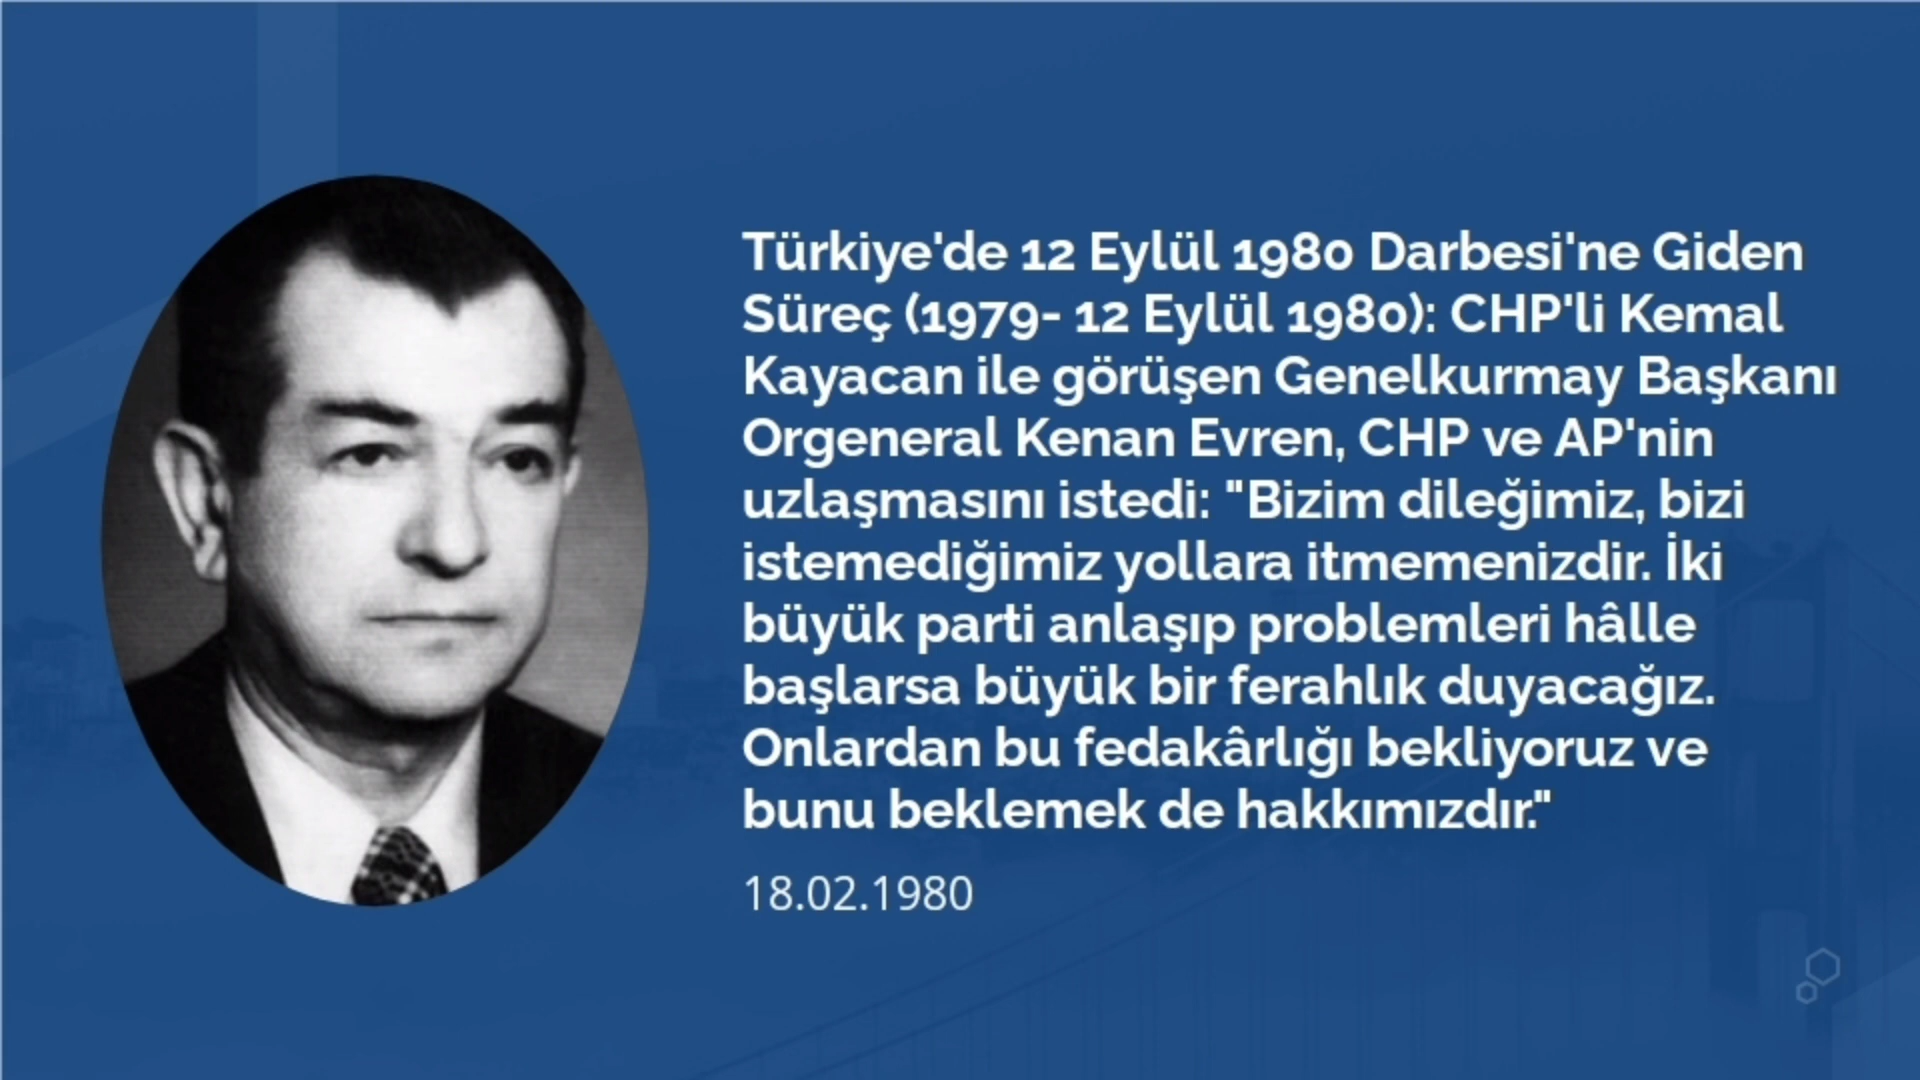 Türkiye'de 12 Eylül 1980 Darbesi'ne Giden
Süreç (1979- 12 Eylül 1980): CHP'li Kemal
Kayacan ile görüşen Genelkurmay Başkanı
Orgeneral Kenan Evren, CHP ve AP'nin
uzlaşmasını istedi: "Bizim dileğimiz, bizi
istemediğimiz yollara itmemenizdir. İki
büyük parti anlaşıp problemleri hâlle
başlarsa büyük bir ferahlık duyacağız.
Onlardan bu fedakârlığı bekliyoruz ve
bunu beklemek de hakkımızdır."
18.02.1980